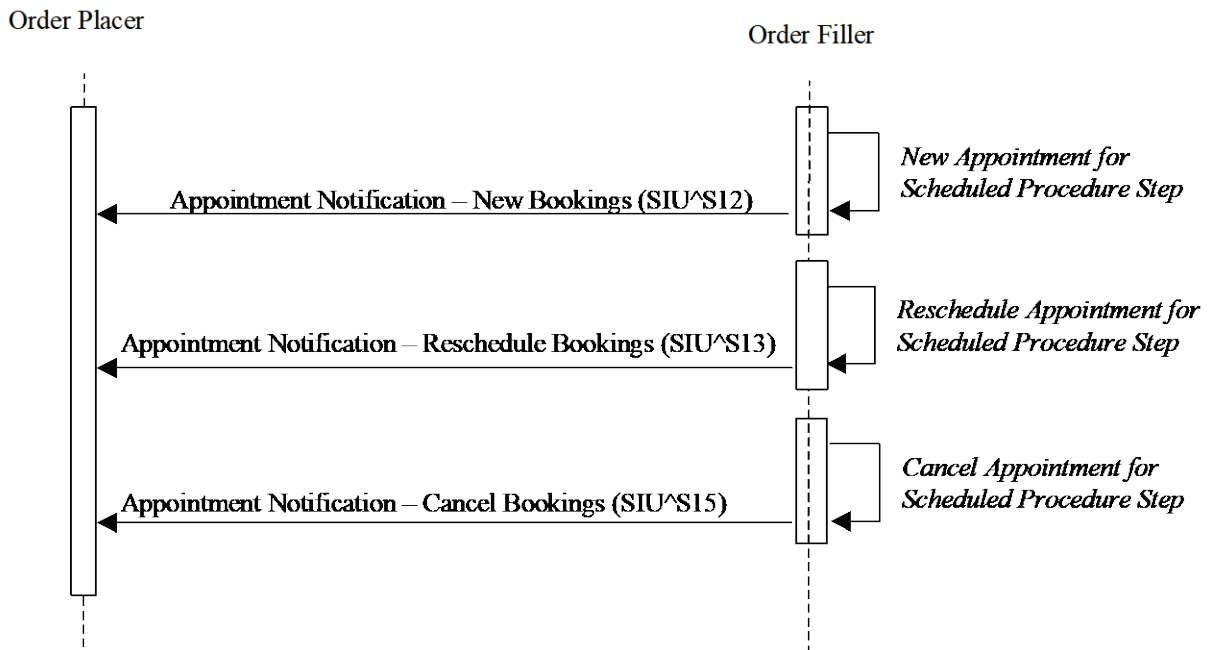 Order Placer
Order Filler
New Appointment for
Scheduled Procedure Step
Appointment Notification – New Bookings (SIU^S12)
Reschedule Appointment for
Scheduled Procedure Step
Appointment Notification – Reschedule Bookings (SIU^S13)
Cancel Appointment for
Scheduled Procedure Step
Appointment Notification – Cancel Bookings (SIU^S15)